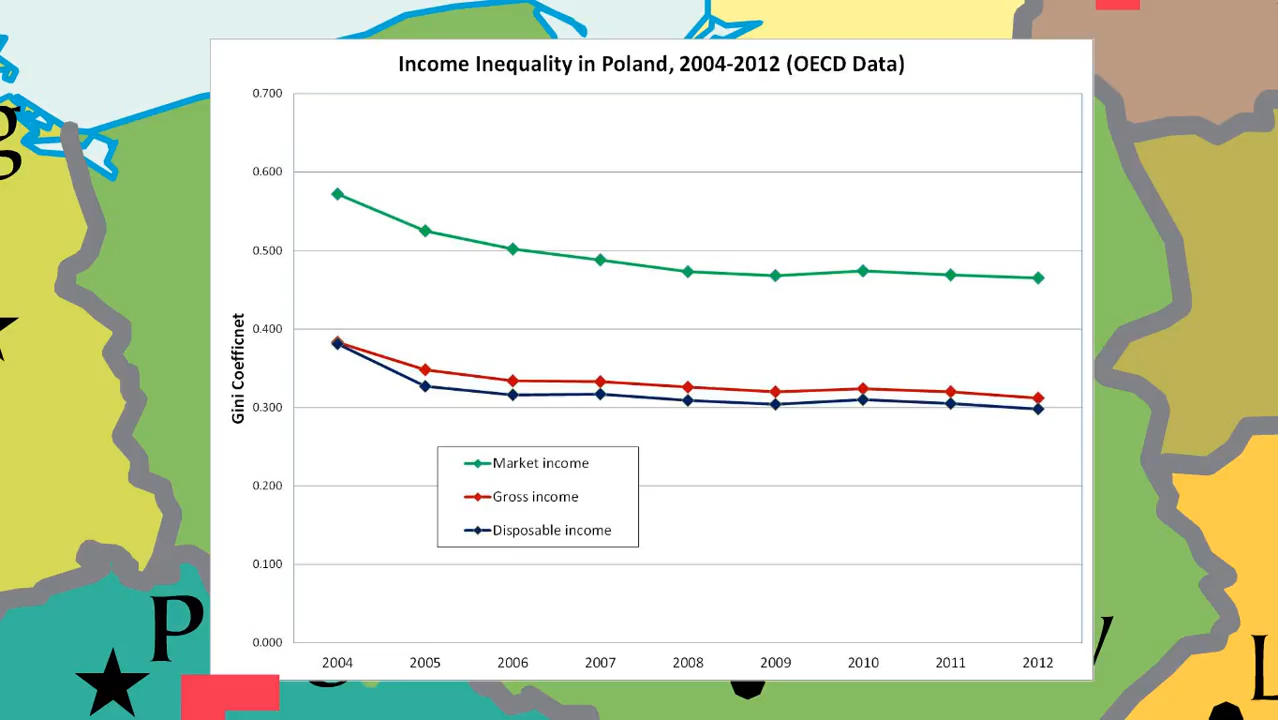 Income Inequality in Poland, 2004-2012 (OECD Data)
0.700
0.600
0.500
0.400
0.300
0.200
0.100
0.000
Gini Coefficnet
Market income
Gross income
Disposable income
2004 2005 2006 2007 2008 2009 2010 2011 2012
g
P
L